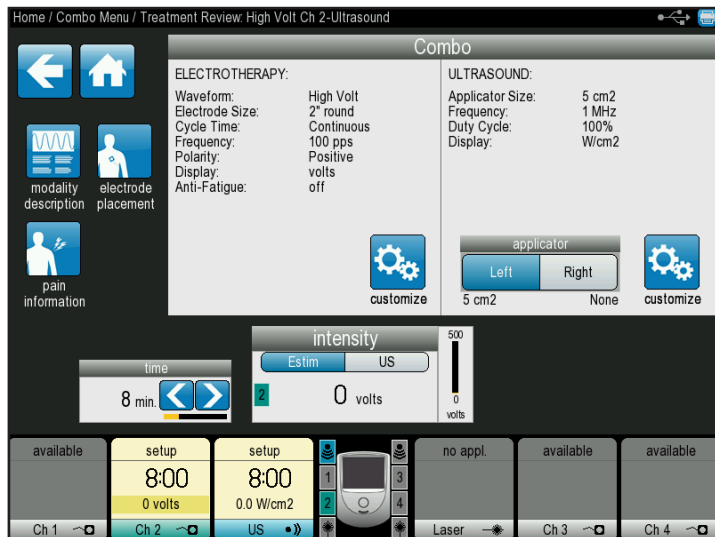 Home / Combo Menu / Treatment Review: High Volt Ch 2-Ultrasound
Combo
ELECTROTHERAPY:
Waveform: High Volt
Electrode Size: 2" round
Cycle Time: Continuous
Frequency: 100 pps
Polarity: Positive
Display: volts
Anti-Fatigue: off
customize
ULTRASOUND:
Applicator Size: 5 cm2
Frequency: 1 MHz
Duty Cycle: 100%
Display: W/cm2
applicator
Left Right
5 cm2 None
customize
modality
description
electrode
placement
pain
information
time
8 min.
intensity
Estim US
2 0 volts
500
0
volts
available
Ch 1
setup
8:00
0 volts
Ch 2
setup
8:00
0.0 W/cm2
US
1 3
2 4
no appl.
Laser
available
Ch 3
available
Ch 4